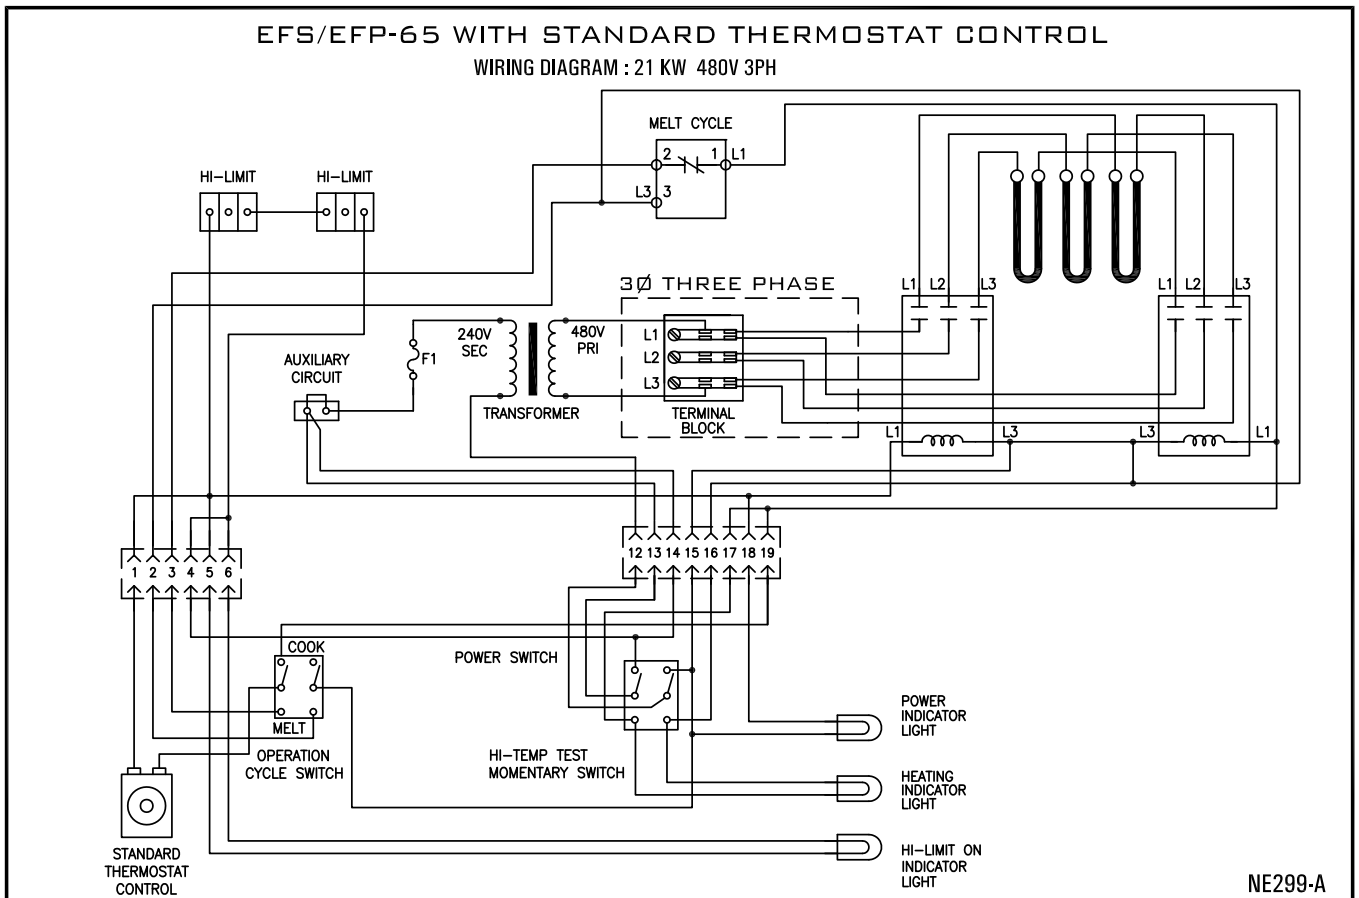 EFS/EFP-65 WITH STANDARD THERMOSTAT CONTROL
WIRING DIAGRAM : 21 KW 480V 3PH
MELT CYCLE
2 1 L1
L3 3
HI-LIMIT HI-LIMIT
3Ø THREE PHASE
L1 L2 L3
L1 L2 L3
240V
SEC
480V
PRI
L1
L2
L3
F1
AUXILIARY
CIRCUIT
TRANSFORMER
TERMINAL
BLOCK
L1 L3
L3 L1
12 13 14 15 16 17 18 19
1 2 3 4 5 6
COOK
MELT
OPERATION
CYCLE SWITCH
POWER SWITCH
HI-TEMP TEST
MOMENTARY SWITCH
POWER
INDICATOR
LIGHT
HEATING
INDICATOR
LIGHT
HI-LIMIT ON
INDICATOR
LIGHT
STANDARD
THERMOSTAT
CONTROL
NE299-A